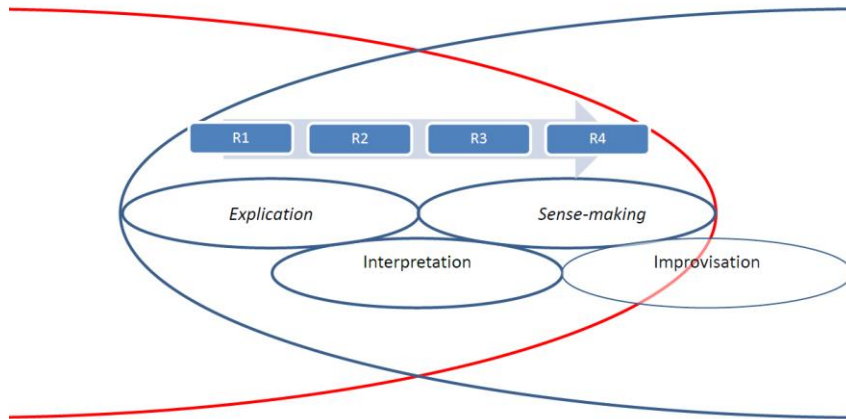 R1 R2 R3 R4
Explication Sense-making
Interpretation Improvisation